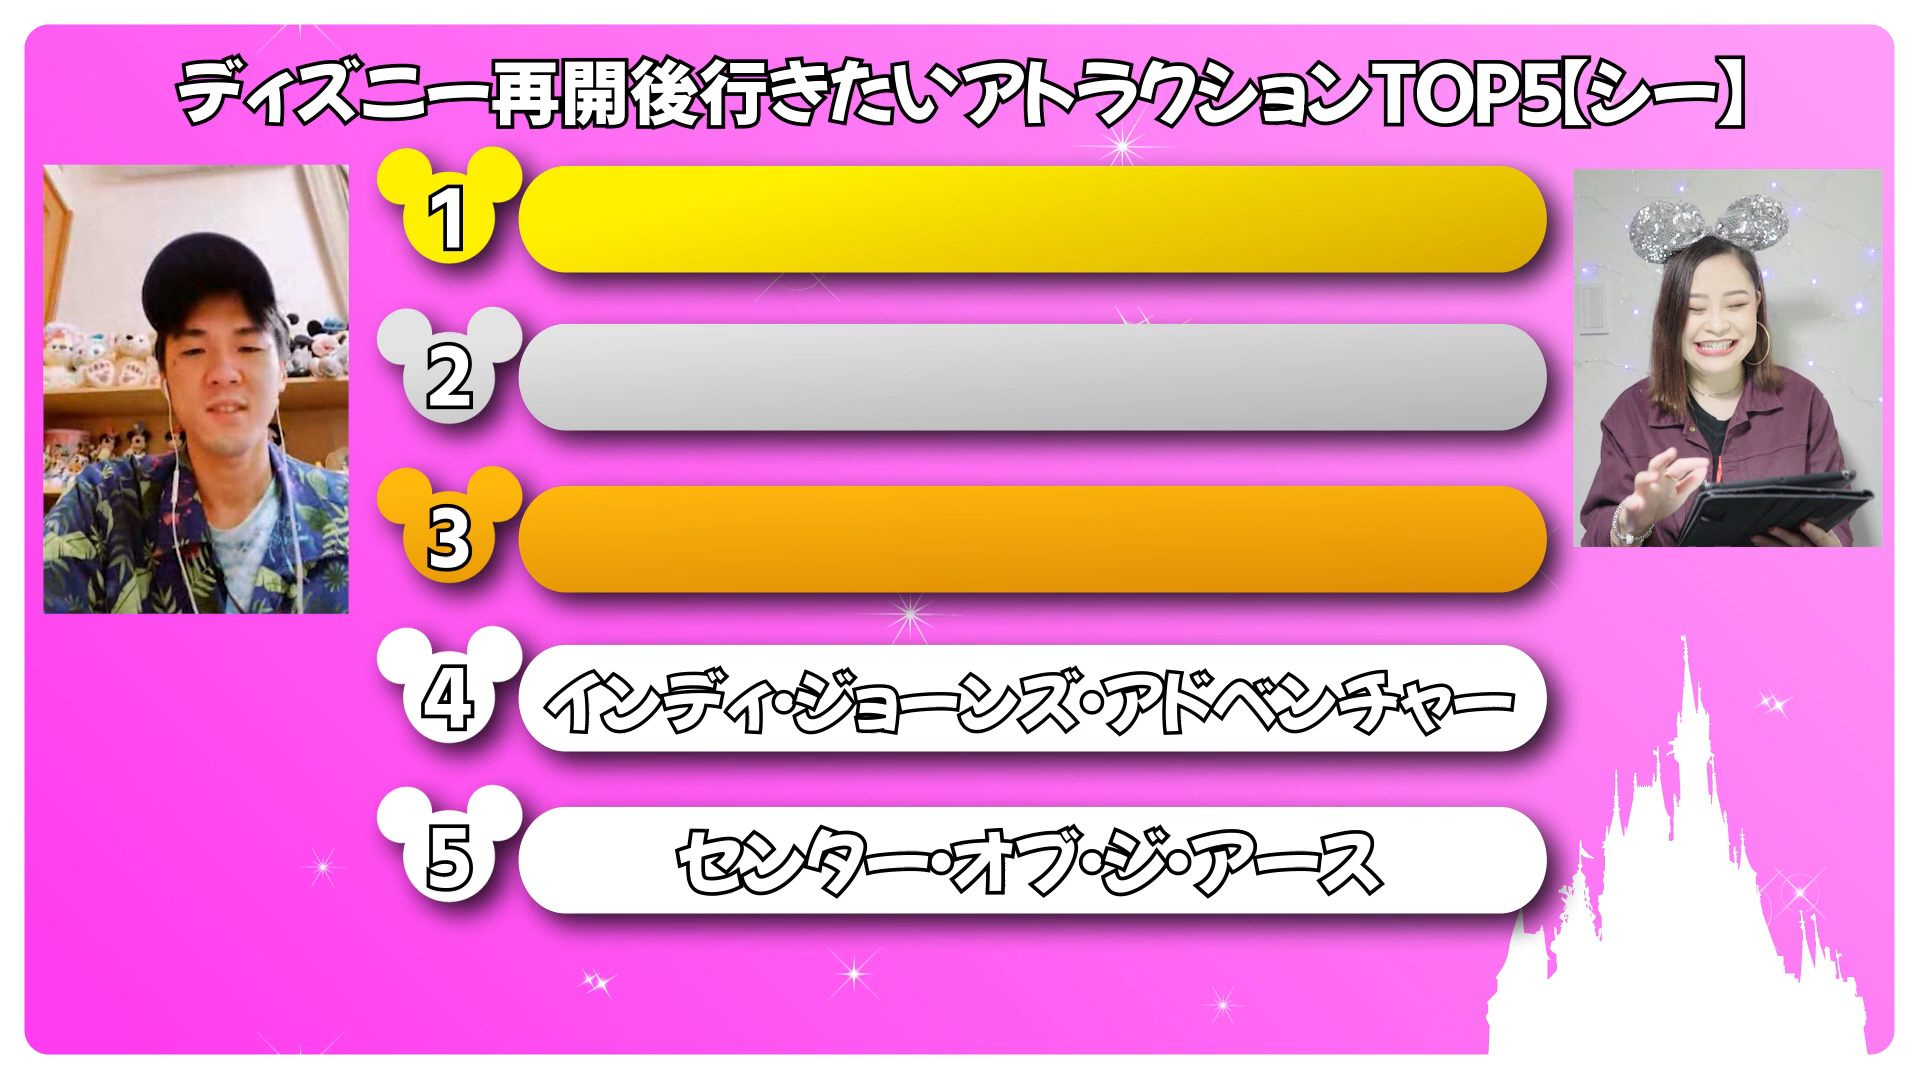 ディズニー再開後行きたいアトラクションTOP5【シー】
1
2
3
4 インディ・ジョーンズ・アドベンチャー
5 センター・オブ・ジ・アース